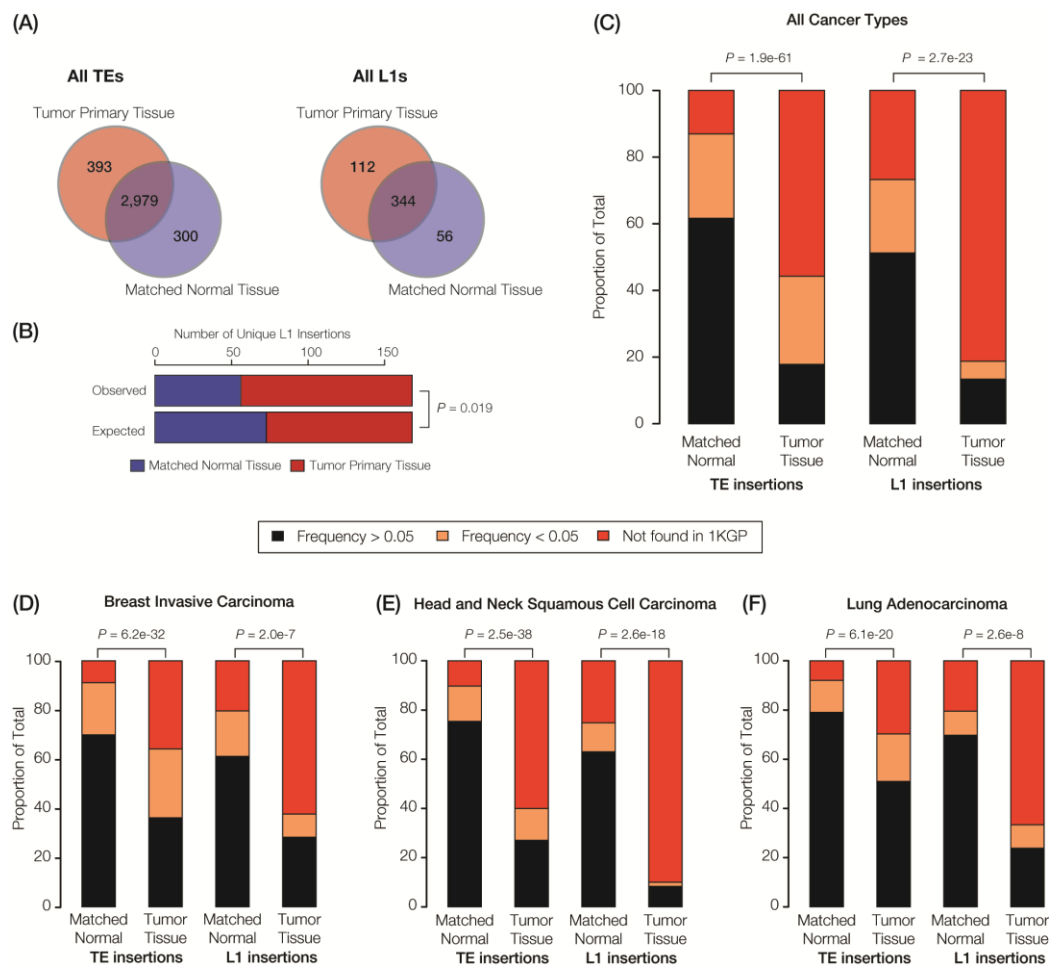 (A)
All TEs
All L1s
Tumor Primary Tissue
Tumor Primary Tissue
393
2,979
300
112
344
56
Matched Normal Tissue
Matched Normal Tissue
(B)
Number of Unique L1 Insertions
0 50 100 150
Observed
Expected
P = 0.019
Matched Normal Tissue
Tumor Primary Tissue
(C)
All Cancer Types
P = 1.9e-61
P = 2.7e-23
Proportion of Total
100
80
60
40
20
0
Matched Normal
Tumor Tissue
Matched Normal
Tumor Tissue
TE insertions
L1 insertions
Frequency > 0.05
Frequency < 0.05
Not found in 1KGP
(D)
Breast Invasive Carcinoma
P = 6.2e-32
P = 2.0e-7
Proportion of Total
100
80
60
40
20
0
Matched Normal
Tumor Tissue
Matched Normal
Tumor Tissue
TE insertions
L1 insertions
(E)
Head and Neck Squamous Cell Carcinoma
P = 2.5e-38
P = 2.6e-18
Proportion of Total
100
80
60
40
20
0
Matched Normal
Tumor Tissue
Matched Normal
Tumor Tissue
TE insertions
L1 insertions
(F)
Lung Adenocarcinoma
P = 6.1e-20
P = 2.6e-8
Proportion of Total
100
80
60
40
20
0
Matched Normal
Tumor Tissue
Matched Normal
Tumor Tissue
TE insertions
L1 insertions